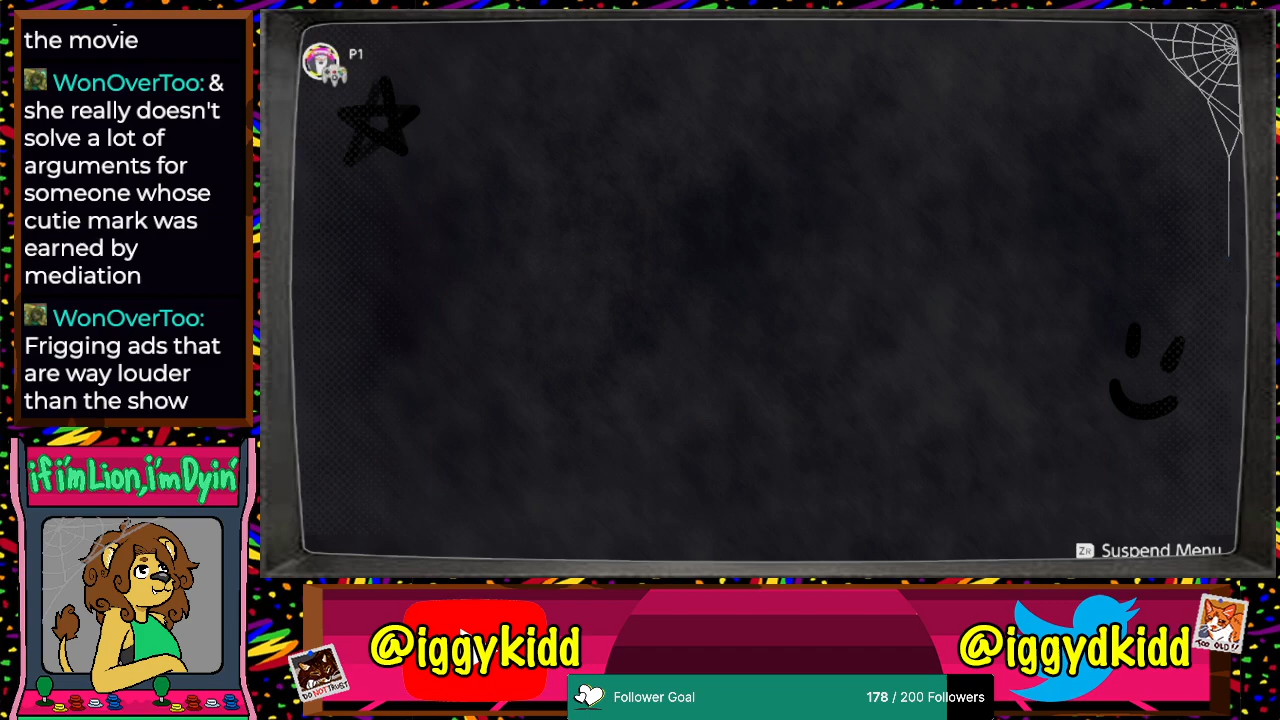 the movie
WonOverToo: &
she really doesn't
solve a lot of
arguments for
someone whose
cutie mark was
earned by
mediation
WonOverToo:
Frigging ads that
are way louder
than the show
P1
ZR Suspend Menu
if i'm Lion, i'm Dyin'
DO NOT TRUST
@iggykidd
@iggydkidd
TOO OLD!!
Follower Goal
178 / 200 Followers